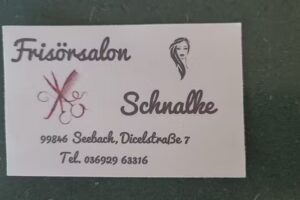 Frisörsalon
Schnalke
99846 Seebach, Dicelstraße 7
Tel. 036929 63316